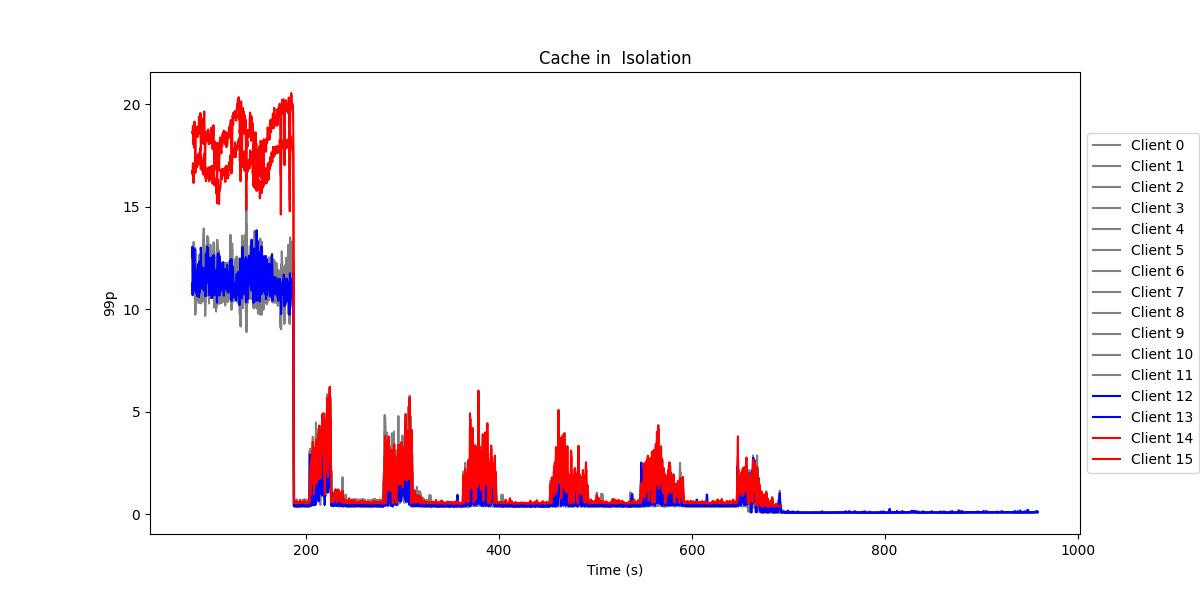 Cache in  Isolation
99p
20
15
10
5
0
200
400
600
800
1000
Time (s)
Client 0
Client 1
Client 2
Client 3
Client 4
Client 5
Client 6
Client 7
Client 8
Client 9
Client 10
Client 11
Client 12
Client 13
Client 14
Client 15